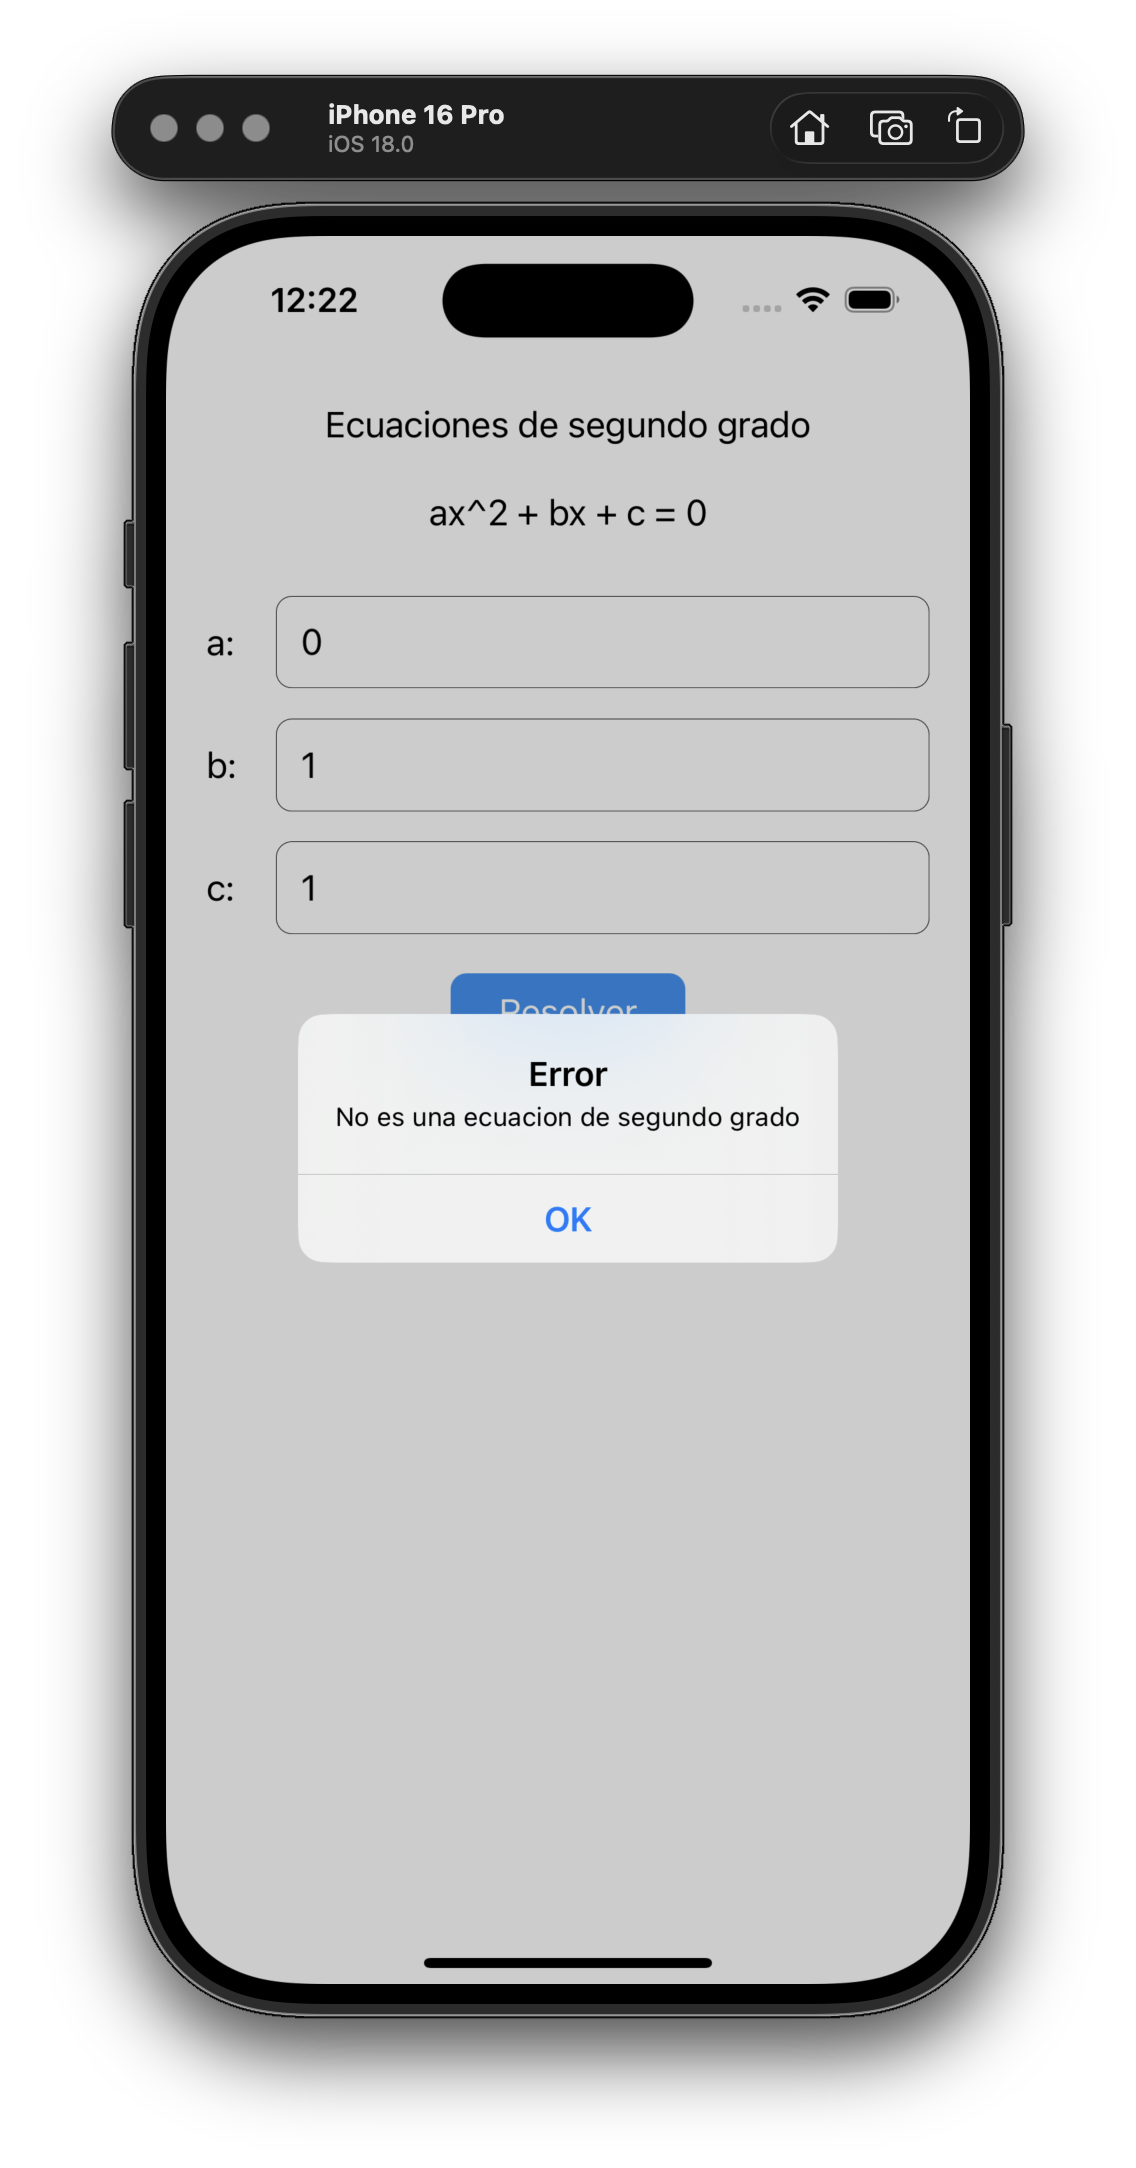 iPhone 16 Pro
iOS 18.0
12:22
Ecuaciones de segundo grado
ax^2 + bx + c = 0
a: 0
b: 1
c: 1
Resolver
Error
No es una ecuacion de segundo grado
OK